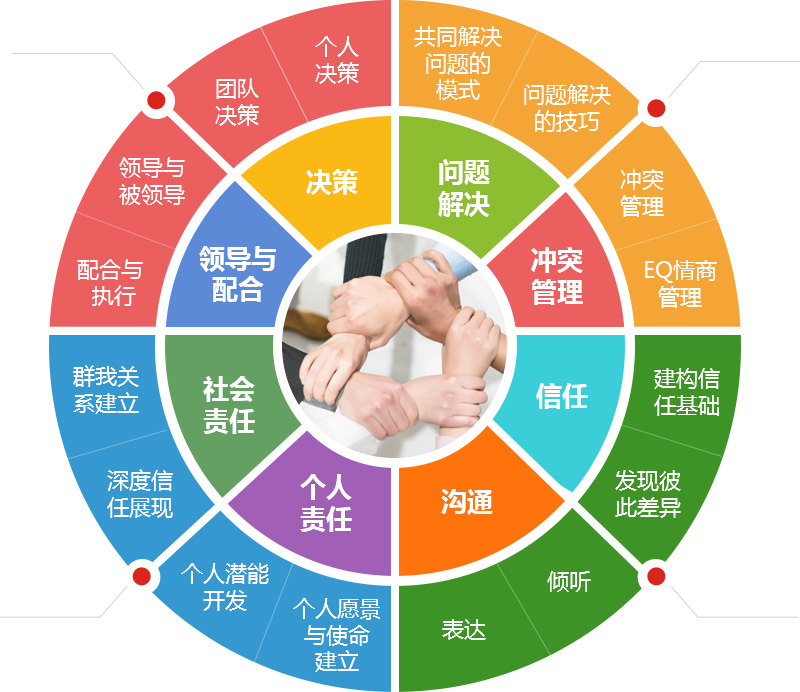 个人
决策
团队
决策
共同解决
问题的
模式
问题解决
的技巧
领导与
被领导
配合与
执行
冲突
管理
EQ情商
管理
决策
问题
解决
领导与
配合
冲突
管理
社会
责任
信任
个人
责任
沟通
群我关
系建立
深度信
任展现
建构信
任基础
发现彼
此差异
个人潜能
开发
个人愿景
与使命
建立
表达
倾听